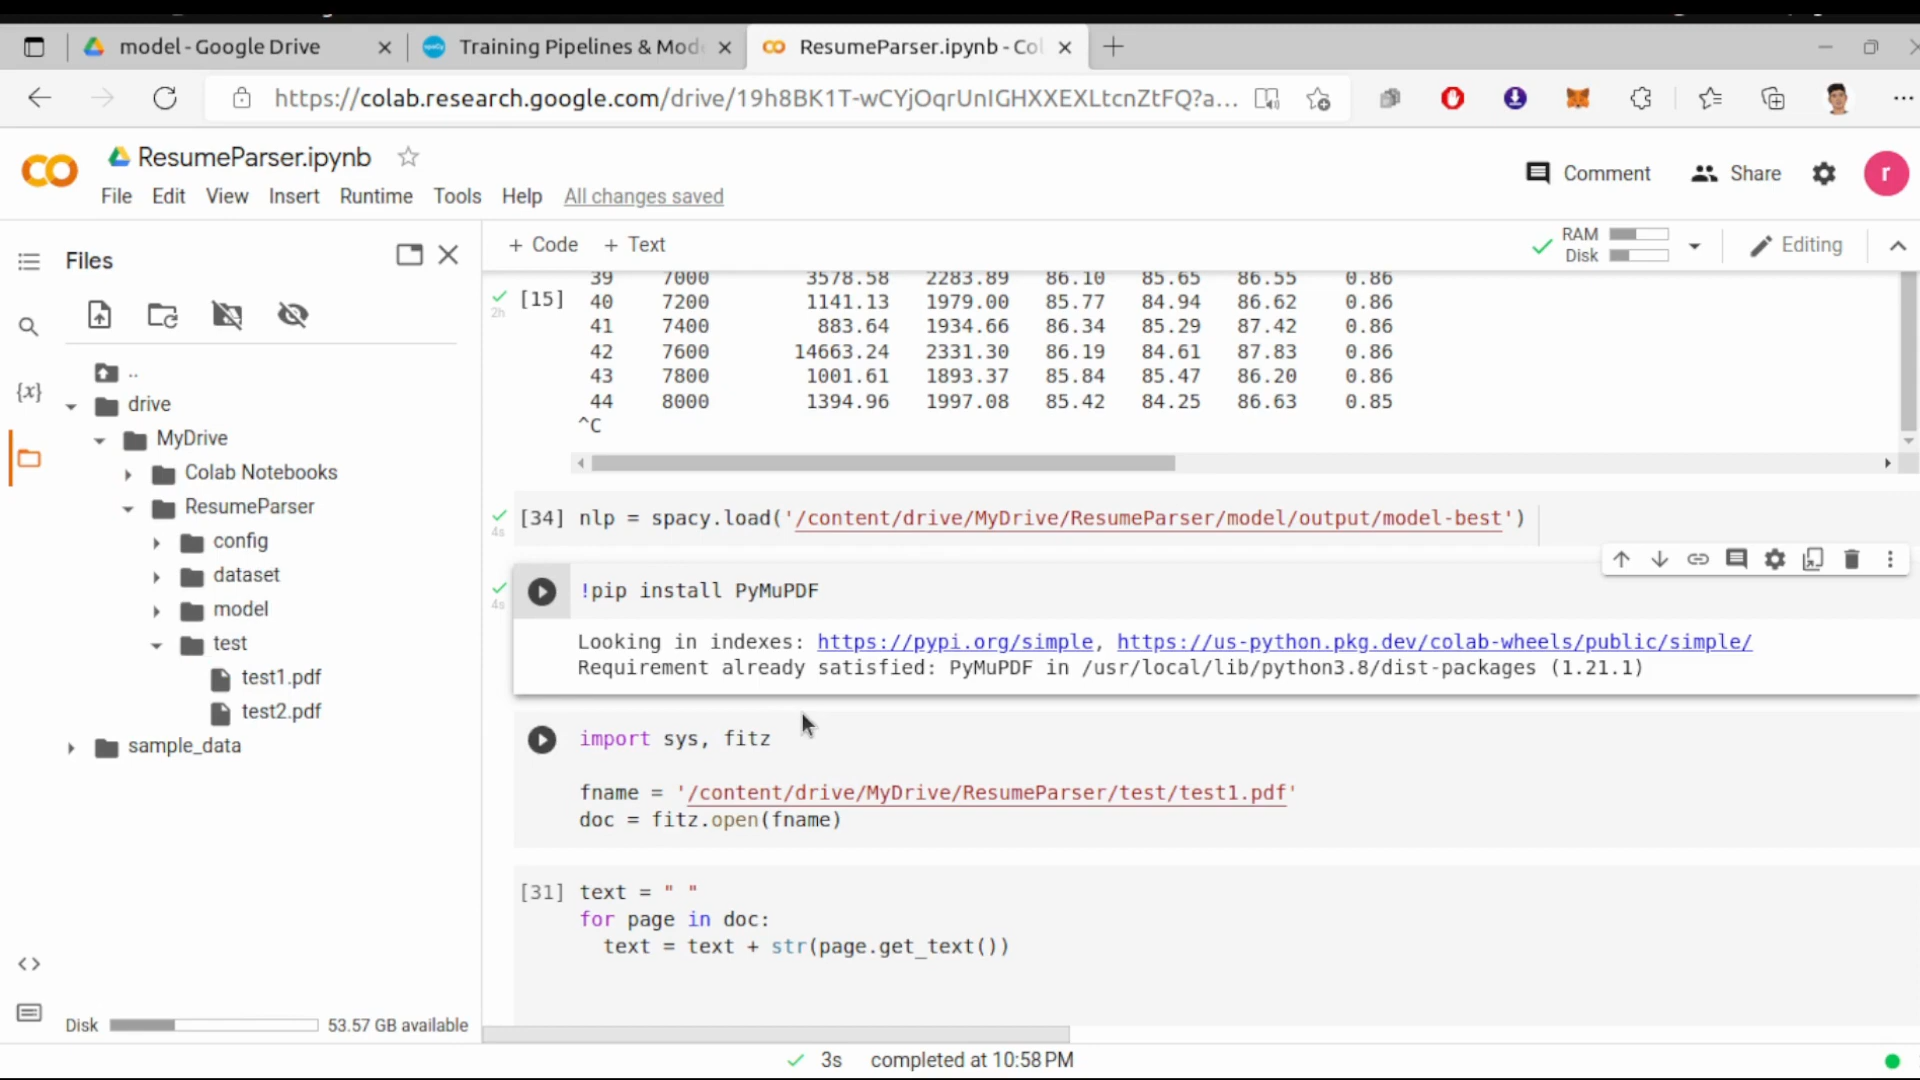 model - Google Drive
Training Pipelines & Mod
ResumeParser.ipynb - Co
https://colab.research.google.com/drive/19h8BK1T-wCYjOqrUnIGHXXEXLtcnZtFQ?a...
CO
ResumeParser.ipynb
Comment
Share
r
File Edit View Insert Runtime Tools Help All changes saved
Files
+ Code + Text
RAM
Disk
Editing
..
drive
MyDrive
Colab Notebooks
ResumeParser
config
dataset
model
test
test1.pdf
test2.pdf
sample_data
{x}
<>
Disk 53.57 GB available
39 7000 3578.58 2283.89 86.10 85.65 86.55 0.86
2h [15] 40 7200 1141.13 1979.00 85.77 84.94 86.62 0.86
41 7400 883.64 1934.66 86.34 85.29 87.42 0.86
42 7600 14663.24 2331.30 86.19 84.61 87.83 0.86
43 7800 1001.61 1893.37 85.84 85.47 86.20 0.86
44 8000 1394.96 1997.08 85.42 84.25 86.63 0.85
^C
4s [34] nlp = spacy.load('/content/drive/MyDrive/ResumeParser/model/output/model-best')
4s !pip install PyMuPDF
Looking in indexes: https://pypi.org/simple, https://us-python.pkg.dev/colab-wheels/public/simple/
Requirement already satisfied: PyMuPDF in /usr/local/lib/python3.8/dist-packages (1.21.1)
import sys, fitz
fname = '/content/drive/MyDrive/ResumeParser/test/test1.pdf'
doc = fitz.open(fname)
[31] text = " "
for page in doc:
text = text + str(page.get_text())
3s completed at 10:58 PM